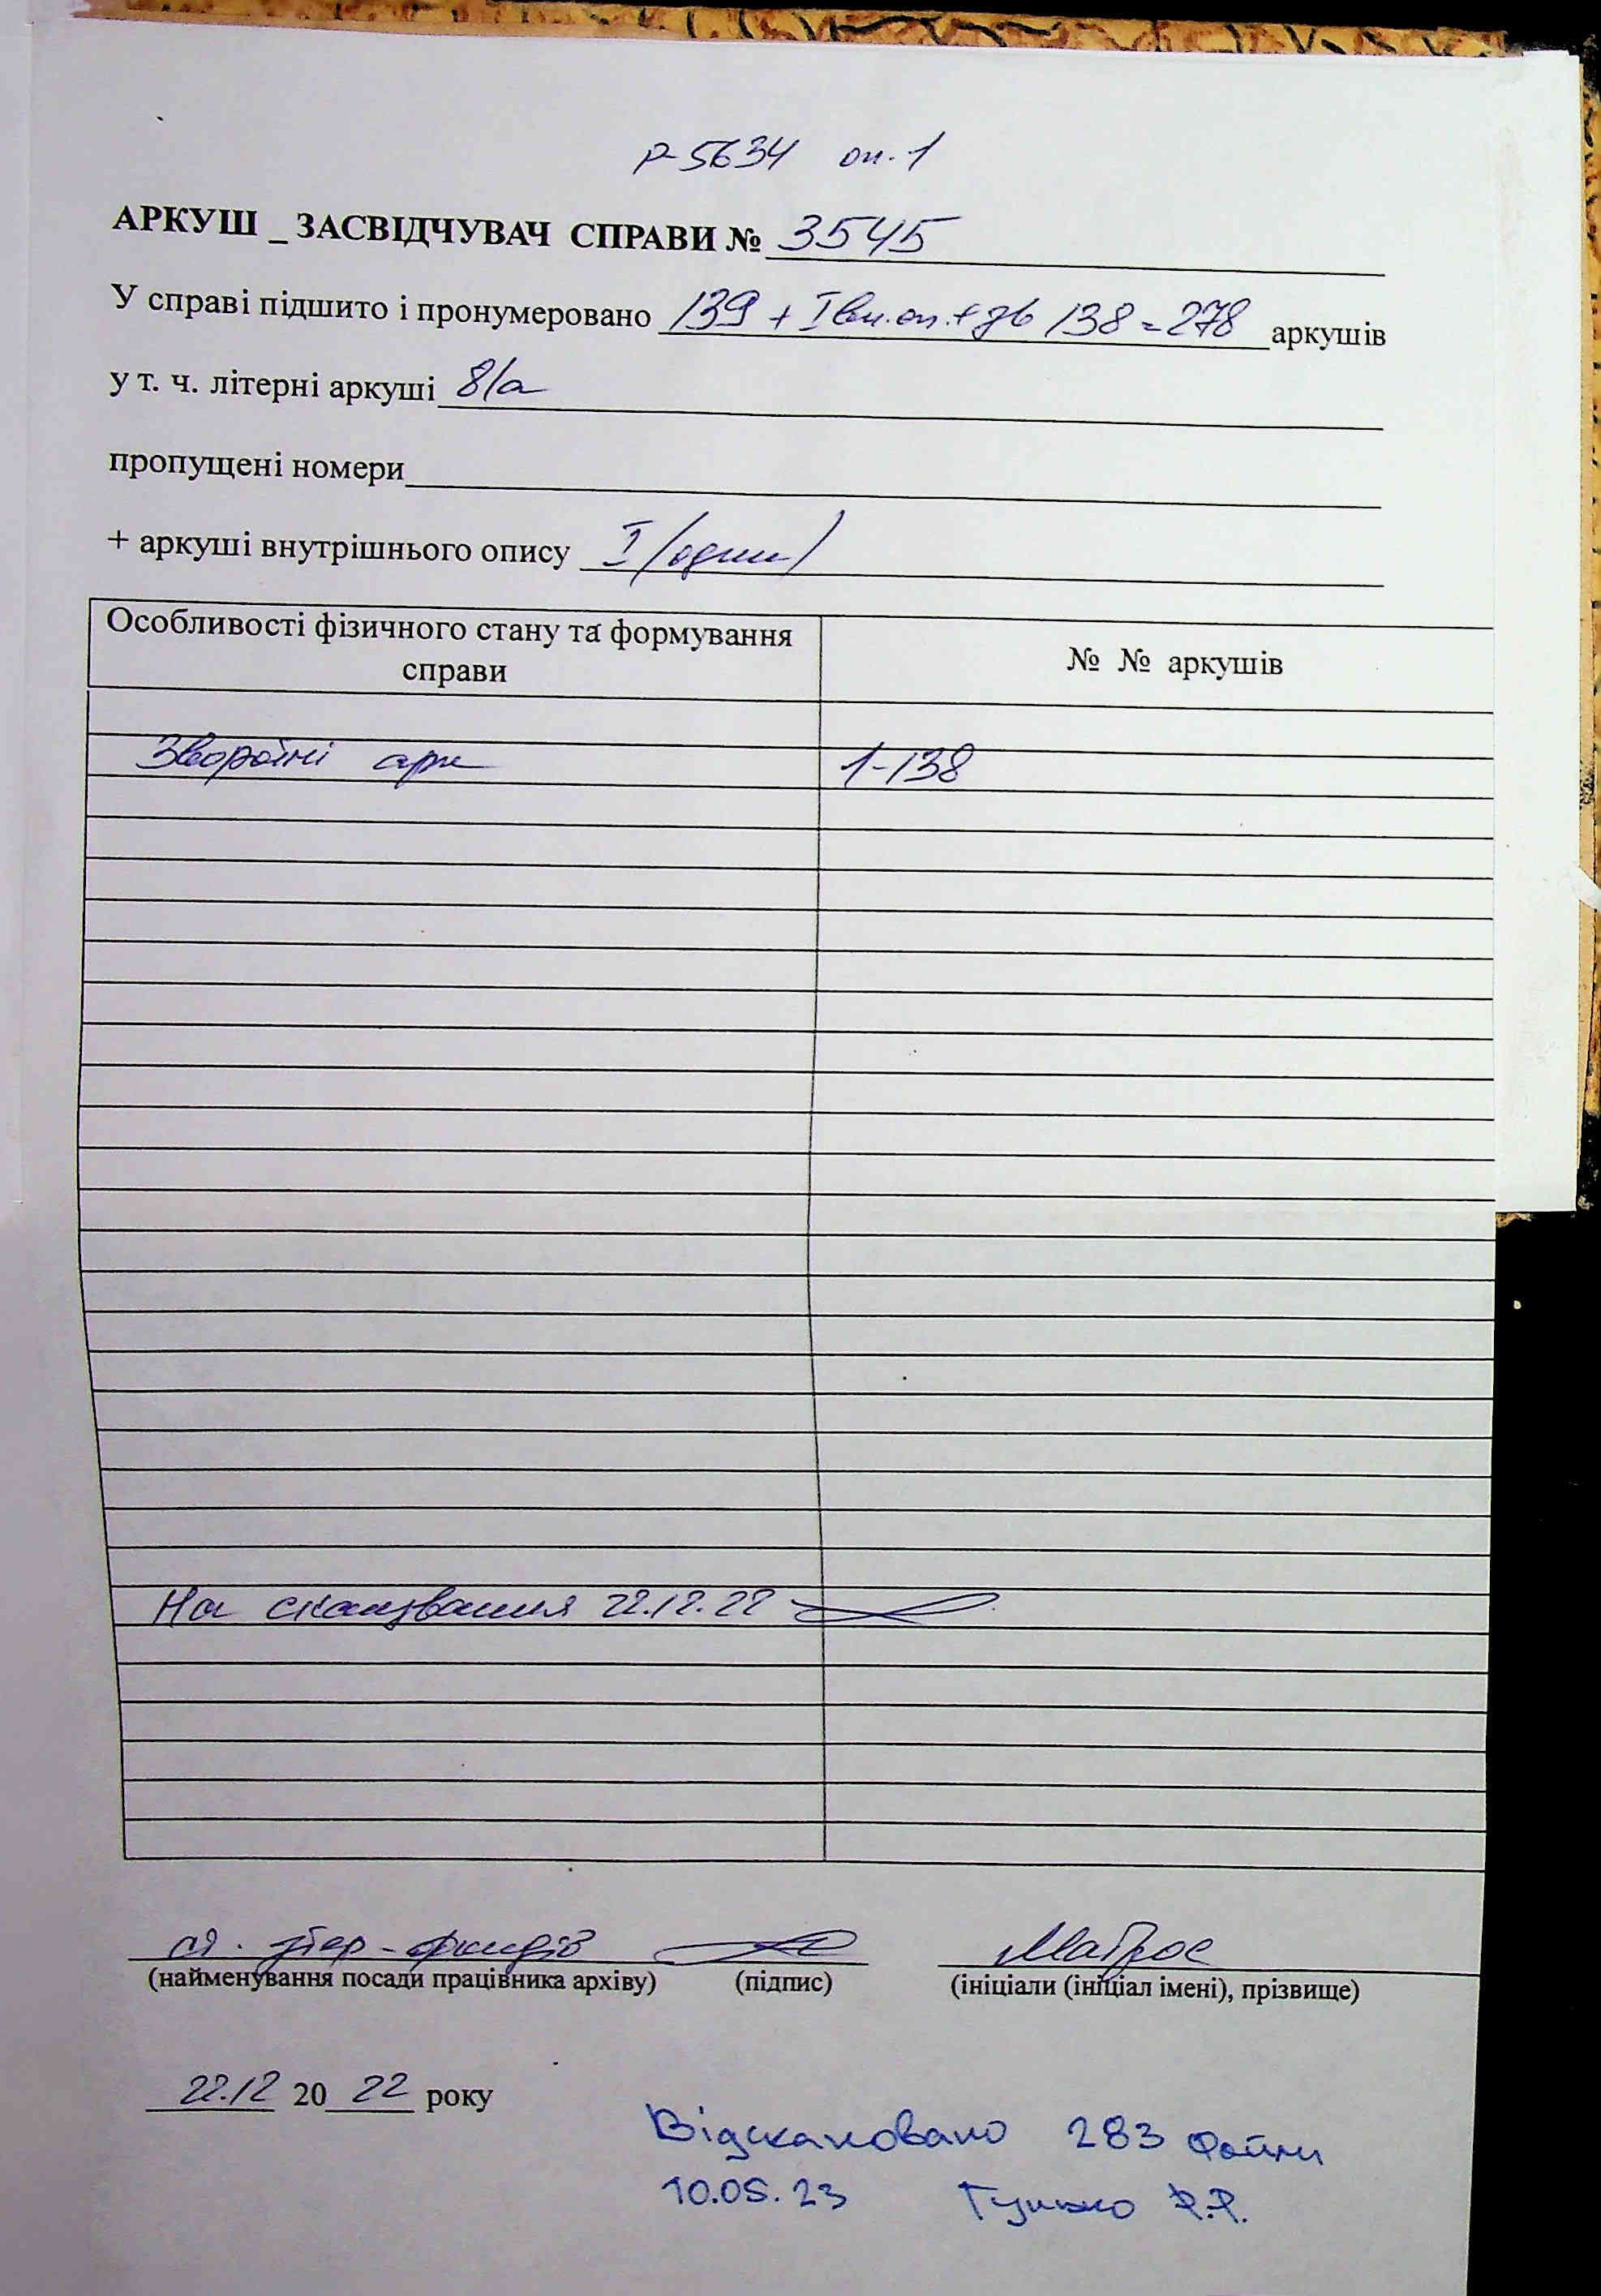 Р-5634 оп. 1
АРКУШ _ ЗАСВІДЧУВАЧ СПРАВИ № 3545
У справі підшито і пронумеровано 139 + I вн. оп. + зв 138 = 278 аркушів
у т. ч. літерні аркуші 8/а
пропущені номери
+ аркуші внутрішнього опису I /один/
Особливості фізичного стану та формування справи
№ № аркушів
Зворотні арк 1-138
На сканування 22.12.22
ст. фондів Матрос
(найменування посади працівника архіву) (підпис) (ініціали (ініціал імені), прізвище)
22.12 20 22 року
Відскановано 283 файли
10.05.23